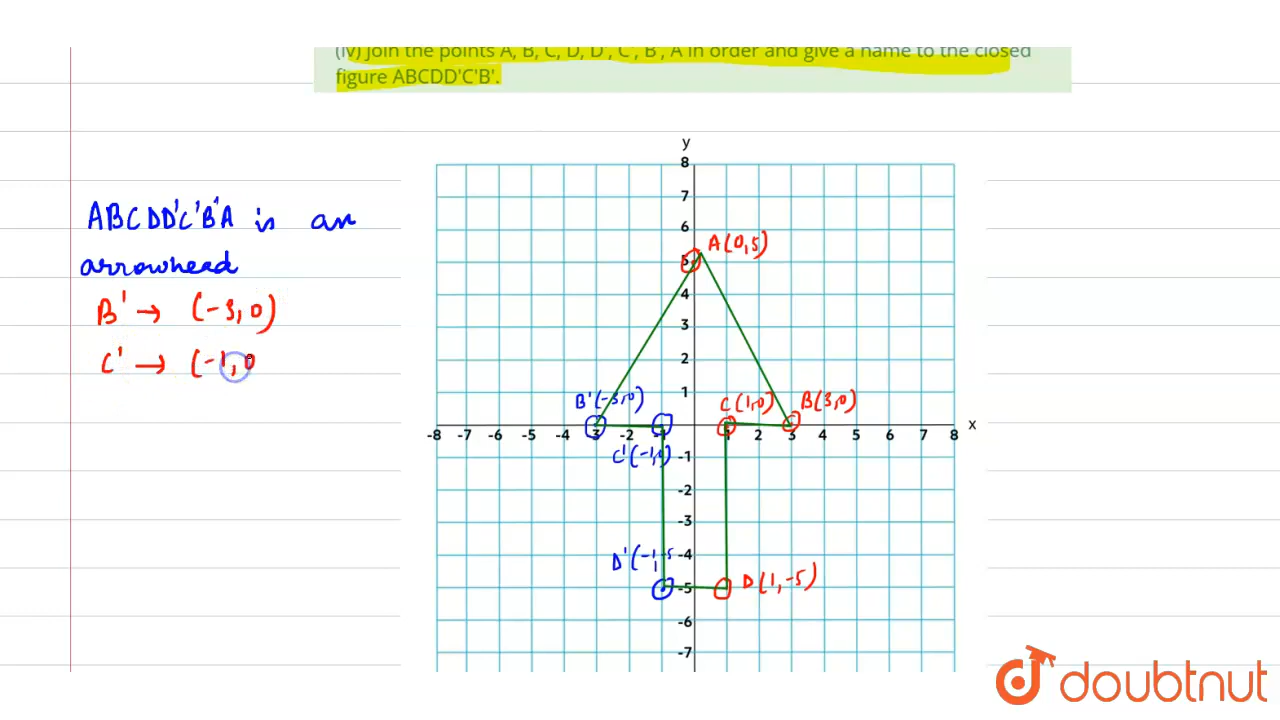 (iv) Join the points A, B, C, D, D', C', B', A in order and give a name to the closed
figure ABCDD'C'B'.
ABCDD'C'B'A is an
arrowhead
B' → (-3,0)
C' → (-1,0
y
8
7
6
5
4
3
2
1
A(0,5)
B'(-3,0)
C(1,0)
B(3,0)
-8 -7 -6 -5 -4 -3 -2 -1 1 2 3 4 5 6 7 8 x
C'(-1,0)
-1
-2
-3
-4
-5
-6
-7
D'(-1,-5
D(1,-5)
doubtnut